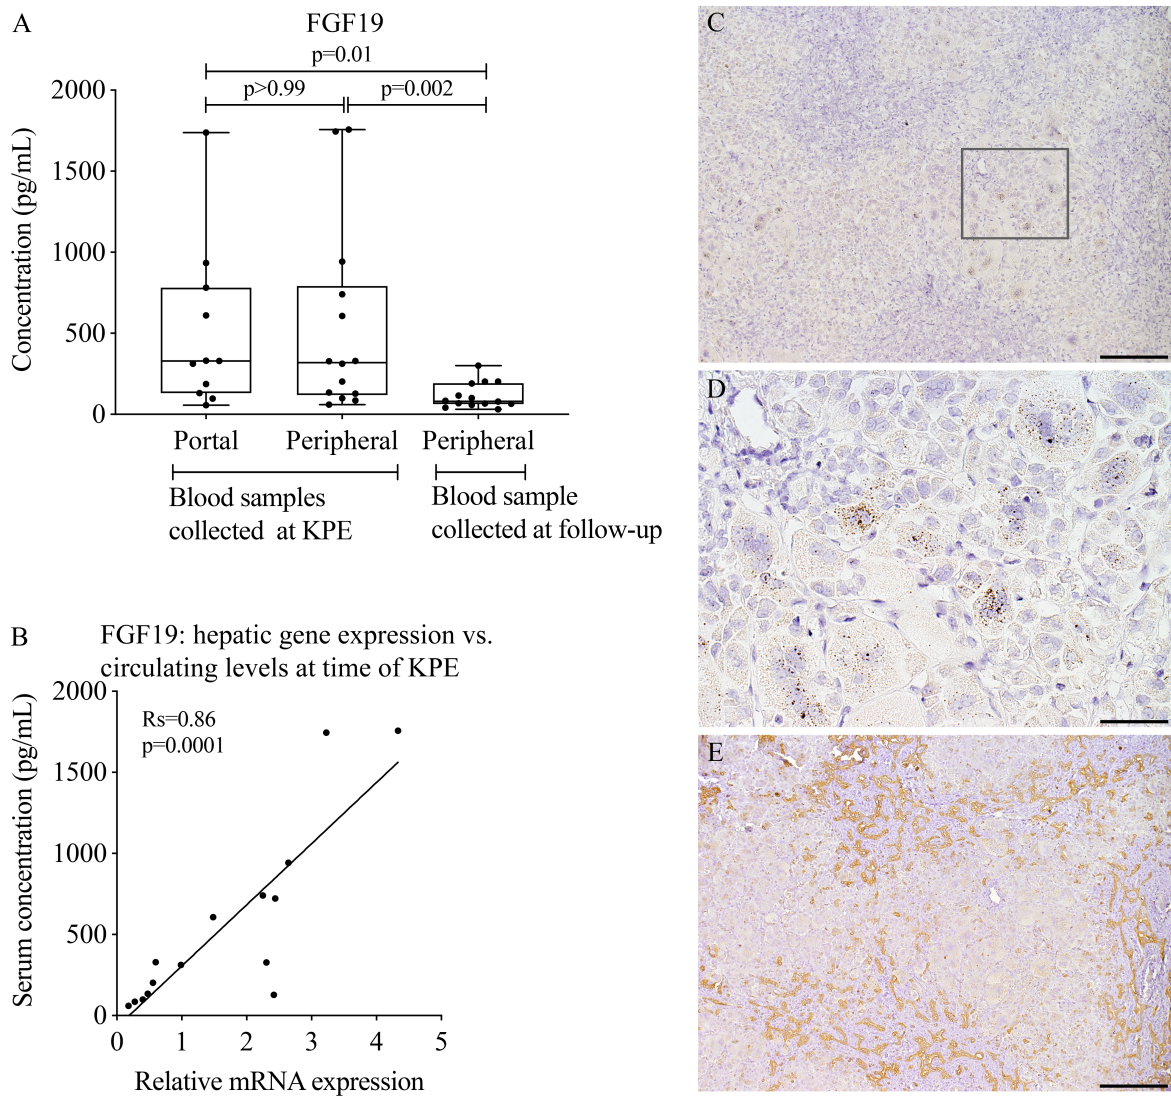 A
FGF19
p=0.01
p>0.99
p=0.002
2000
1500
1000
500
0
Concentration (pg/mL)
Portal
Peripheral
Peripheral
Blood samples
collected at KPE
Blood sample
collected at follow-up
B
FGF19: hepatic gene expression vs.
circulating levels at time of KPE
Rs=0.86
p=0.0001
2000
1500
1000
500
0
Serum concentration (pg/mL)
0 1 2 3 4 5
Relative mRNA expression
C
D
E